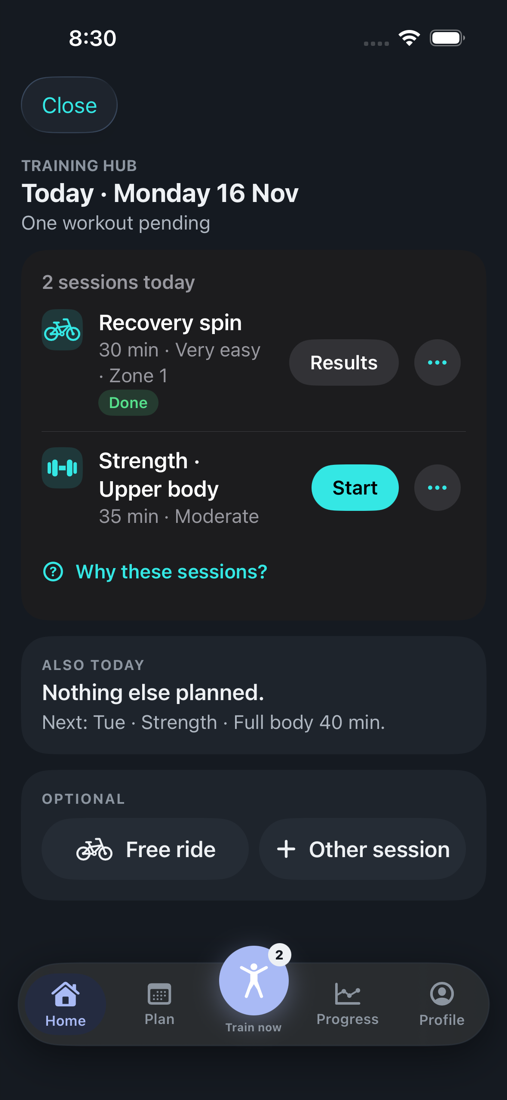 8:30
Close
TRAINING HUB
Today · Monday 16 Nov
One workout pending
2 sessions today
Recovery spin
30 min · Very easy
· Zone 1
Done
Results
Strength ·
Upper body
35 min · Moderate
Start
Why these sessions?
ALSO TODAY
Nothing else planned.
Next: Tue · Strength · Full body 40 min.
OPTIONAL
Free ride
+ Other session
2
Home
Plan
Train now
Progress
Profile